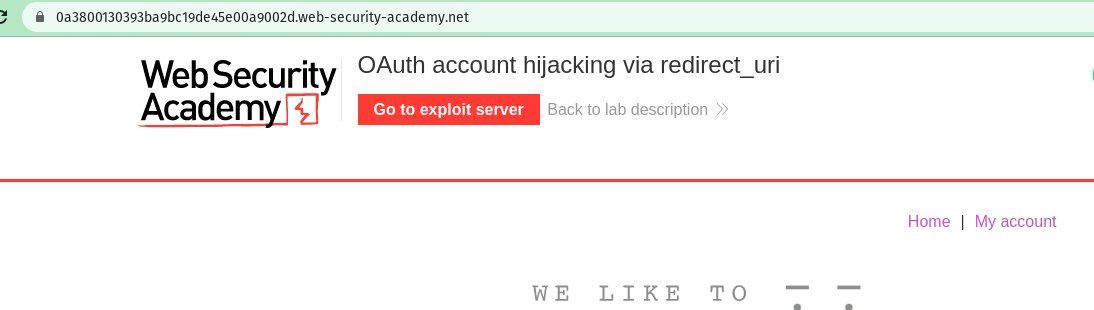 0a3800130393ba9bc19de45e00a9002d.web-security-academy.net
Web Security
Academy
OAuth account hijacking via redirect_uri
Go to exploit server
Back to lab description
Home | My account
WE LIKE TO